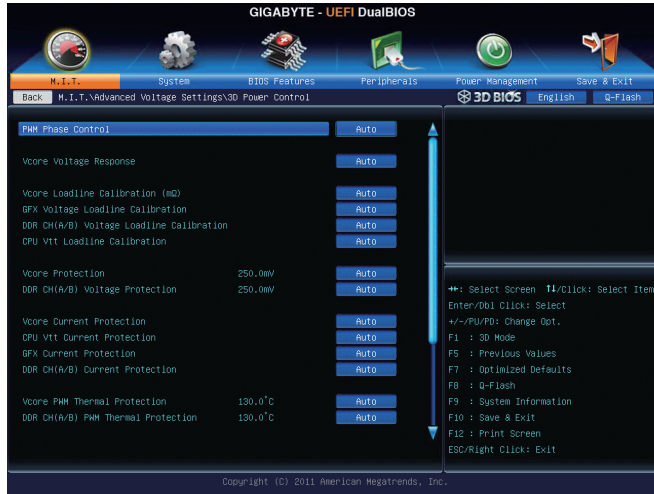 GIGABYTE - UEFI DualBIOS
M.I.T. System BIOS Features Peripherals Power Management Save & Exit
Back M.I.T.\Advanced Voltage Settings\3D Power Control 3D BIOS English Q-Flash
PWM Phase Control Auto
Vcore Voltage Response Auto
Vcore Loadline Calibration (mΩ) Auto
GFX Voltage Loadline Calibration Auto
DDR CH(A/B) Voltage Loadline Calibration Auto
CPU Vtt Loadline Calibration Auto
Vcore Protection 250.0mV Auto
DDR CH(A/B) Voltage Protection 250.0mV Auto
Vcore Current Protection Auto
CPU Vtt Current Protection Auto
GFX Current Protection Auto
DDR CH(A/B) Current Protection Auto
Vcore PWM Thermal Protection 130.0°C Auto
DDR CH(A/B) PWM Thermal Protection 130.0°C Auto
→←: Select Screen ↑↓/Click: Select Item
Enter/Dbl Click: Select
+/-/PU/PD: Change Opt.
F1 : 3D Mode
F5 : Previous Values
F7 : Optimized Defaults
F8 : Q-Flash
F9 : System Information
F10 : Save & Exit
F12 : Print Screen
ESC/Right Click: Exit
Copyright (C) 2011 American Megatrends, Inc.